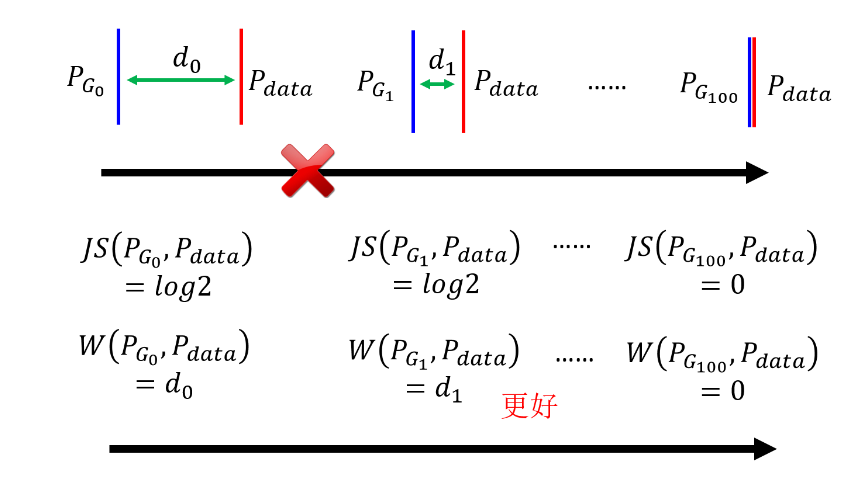 P_{G_0} d_0 P_{data} P_{G_1} d_1 P_{data} …… P_{G_{100}} P_{data}
JS(P_{G_0}, P_{data}) JS(P_{G_1}, P_{data}) …… JS(P_{G_{100}}, P_{data})
= log2 = log2 = 0
W(P_{G_0}, P_{data}) W(P_{G_1}, P_{data}) …… W(P_{G_{100}}, P_{data})
= d_0 = d_1 = 0
更好